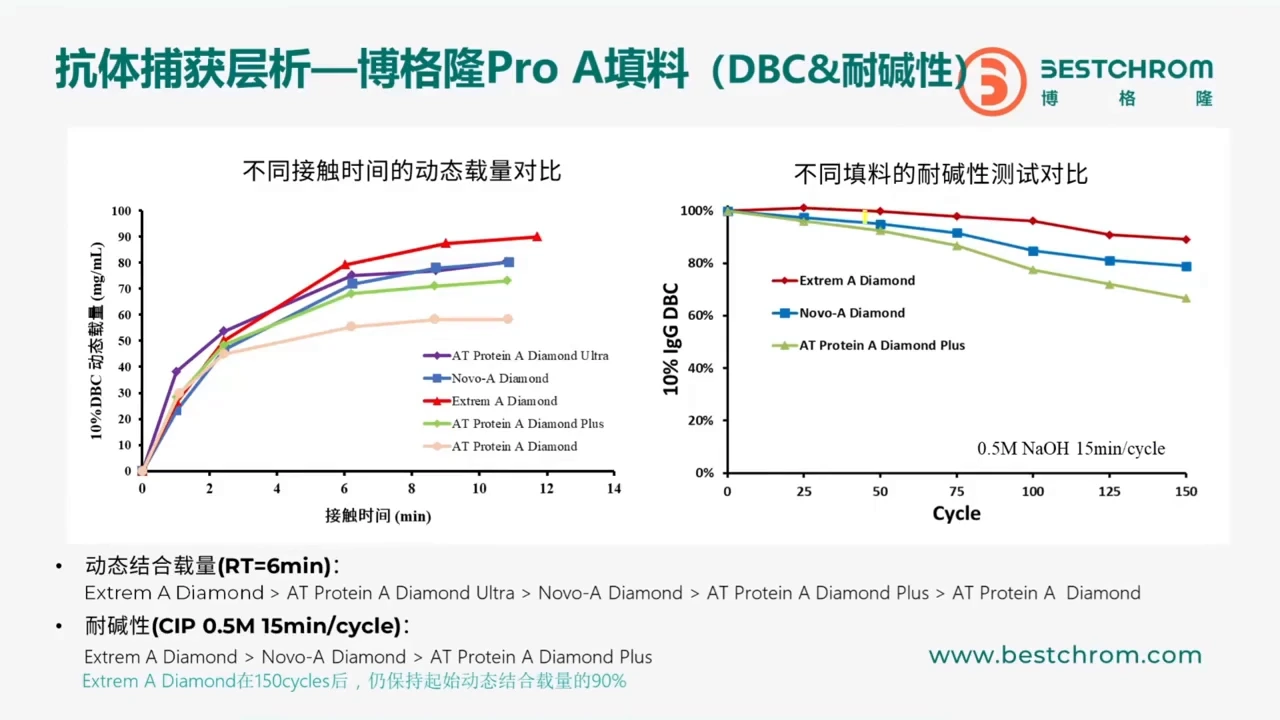 抗体捕获层析—博格隆Pro A填料（DBC&耐碱性）
BESTCHROM
博格隆
不同接触时间的动态载量对比
100
90
80
70
60
50
40
30
20
10
0
10%DBC 动态载量 (mg/mL)
AT Protein A Diamond Ultra
Novo-A Diamond
Extrem A Diamond
AT Protein A Diamond Plus
AT Protein A Diamond
0 2 4 6 8 10 12 14
接触时间 (min)
不同填料的耐碱性测试对比
100%
80%
60%
40%
20%
0%
10% IgG DBC
Extrem A Diamond
Novo-A Diamond
AT Protein A Diamond Plus
0.5M NaOH 15min/cycle
0 25 50 75 100 125 150
Cycle
• 动态结合载量(RT=6min)：
Extrem A Diamond > AT Protein A Diamond Ultra > Novo-A Diamond > AT Protein A Diamond Plus > AT Protein A Diamond
• 耐碱性(CIP 0.5M 15min/cycle)：
Extrem A Diamond > Novo-A Diamond > AT Protein A Diamond Plus
Extrem A Diamond在150cycles后，仍保持起始动态结合载量的90%
www.bestchrom.com